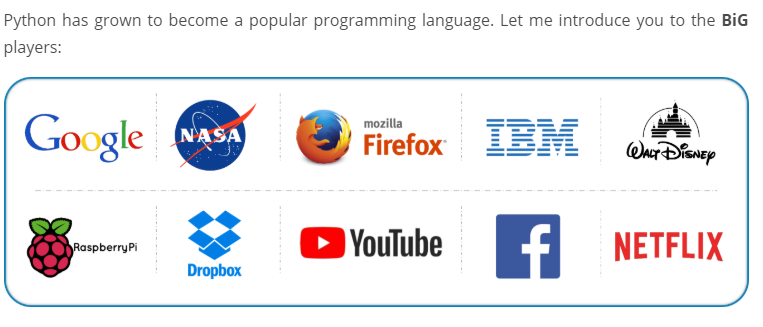 Python has grown to become a popular programming language. Let me introduce you to the BiG
players:
Google
NASA
mozilla
Firefox
IBM
WALT DISNEY
RaspberryPi
Dropbox
YouTube
f
NETFLIX